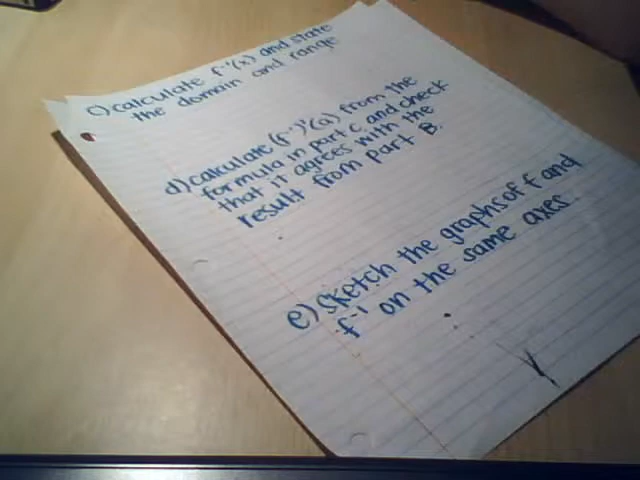 c) calculate f⁻¹(x) and state
the domain and range
d) calculate (f⁻¹)'(a) from the
formula in part C and check
that it agrees with the
result from part B.
e) Sketch the graphs of f and
f⁻¹ on the same axes